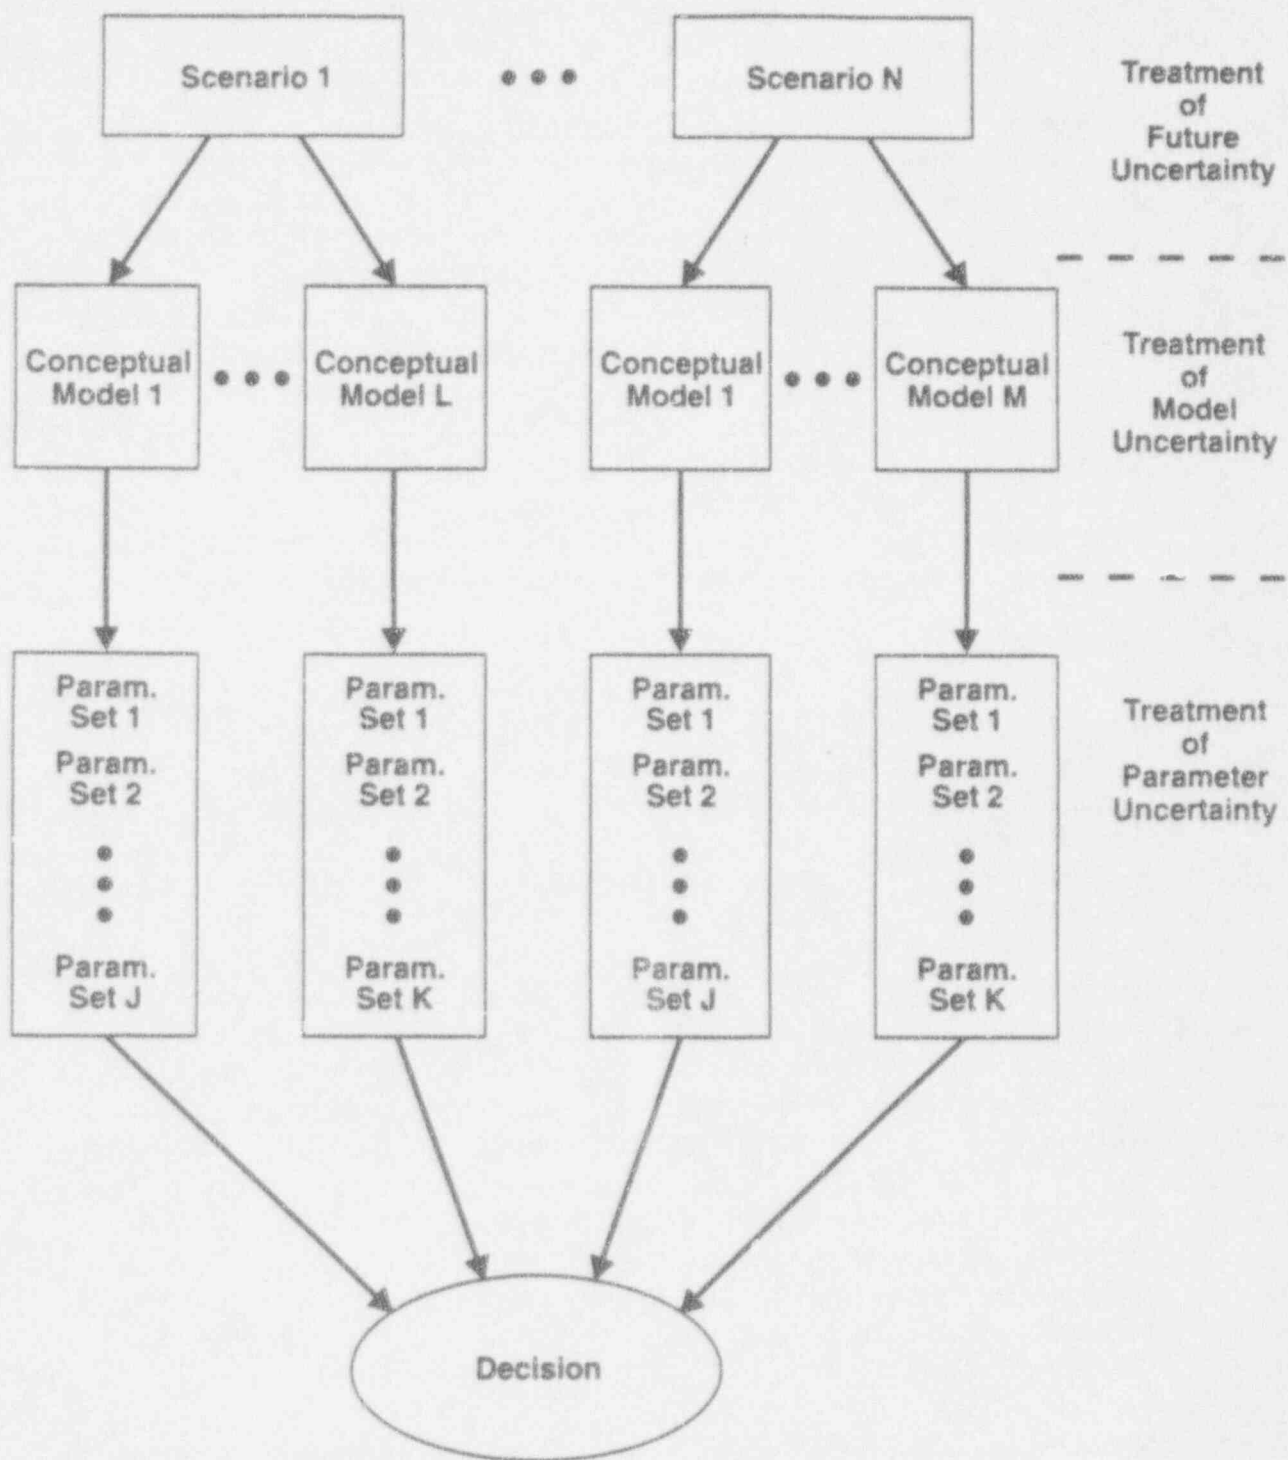 Scenario 1
Scenario N
Treatment
of
Future
Uncertainty
Conceptual
Model 1
Conceptual
Model L
Conceptual
Model 1
Conceptual
Model M
Treatment
of
Model
Uncertainty
Param.
Set 1
Param.
Set 2
Param.
Set J
Param.
Set 1
Param.
Set 2
Param.
Set K
Param.
Set 1
Param.
Set 2
Param.
Set J
Param.
Set 1
Param.
Set 2
Param.
Set K
Treatment
of
Parameter
Uncertainty
Decision